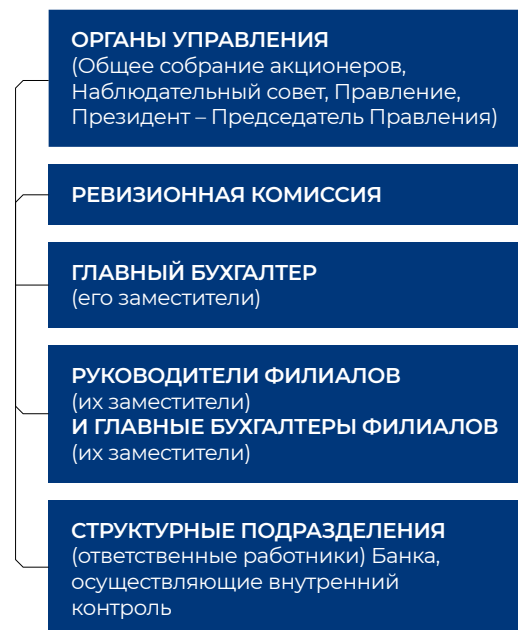 ОРГАНЫ УПРАВЛЕНИЯ
(Общее собрание акционеров,
Наблюдательный совет, Правление,
Президент – Председатель Правления)
РЕВИЗИОННАЯ КОМИССИЯ
ГЛАВНЫЙ БУХГАЛТЕР
(его заместители)
РУКОВОДИТЕЛИ ФИЛИАЛОВ
(их заместители)
И ГЛАВНЫЕ БУХГАЛТЕРЫ ФИЛИАЛОВ
(их заместители)
СТРУКТУРНЫЕ ПОДРАЗДЕЛЕНИЯ
(ответственные работники) Банка,
осуществляющие внутренний
контроль